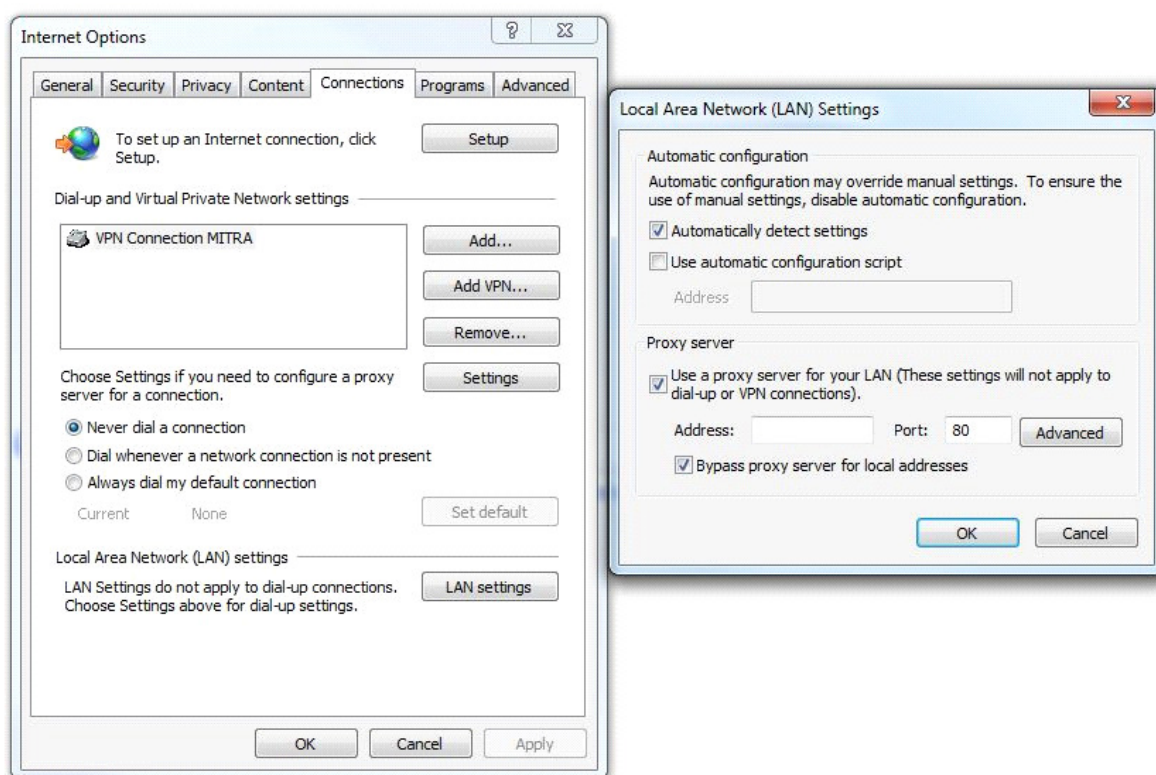 Internet Options
General Security Privacy Content Connections Programs Advanced
To set up an Internet connection, click
Setup.
Setup
Dial-up and Virtual Private Network settings
VPN Connection MITRA
Add...
Add VPN...
Remove...
Choose Settings if you need to configure a proxy
server for a connection.
Settings
Never dial a connection
Dial whenever a network connection is not present
Always dial my default connection
Current None
Set default
Local Area Network (LAN) settings
LAN Settings do not apply to dial-up connections.
Choose Settings above for dial-up settings.
LAN settings
OK Cancel Apply
Local Area Network (LAN) Settings
Automatic configuration
Automatic configuration may override manual settings. To ensure the
use of manual settings, disable automatic configuration.
Automatically detect settings
Use automatic configuration script
Address
Proxy server
Use a proxy server for your LAN (These settings will not apply to
dial-up or VPN connections).
Address: Port: 80 Advanced
Bypass proxy server for local addresses
OK Cancel